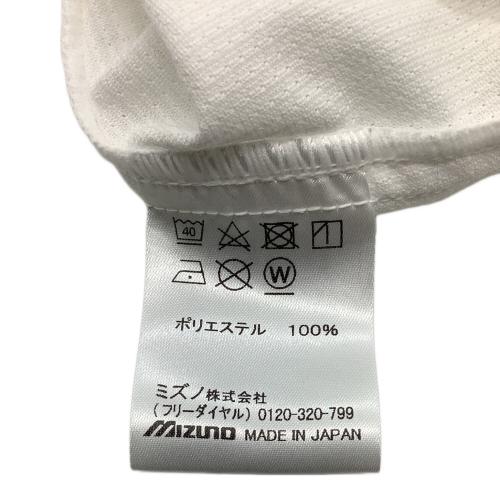 40
W
ポリエステル 100%
ミズノ株式会社
(フリーダイヤル) 0120-320-799
MIZUNO MADE IN JAPAN